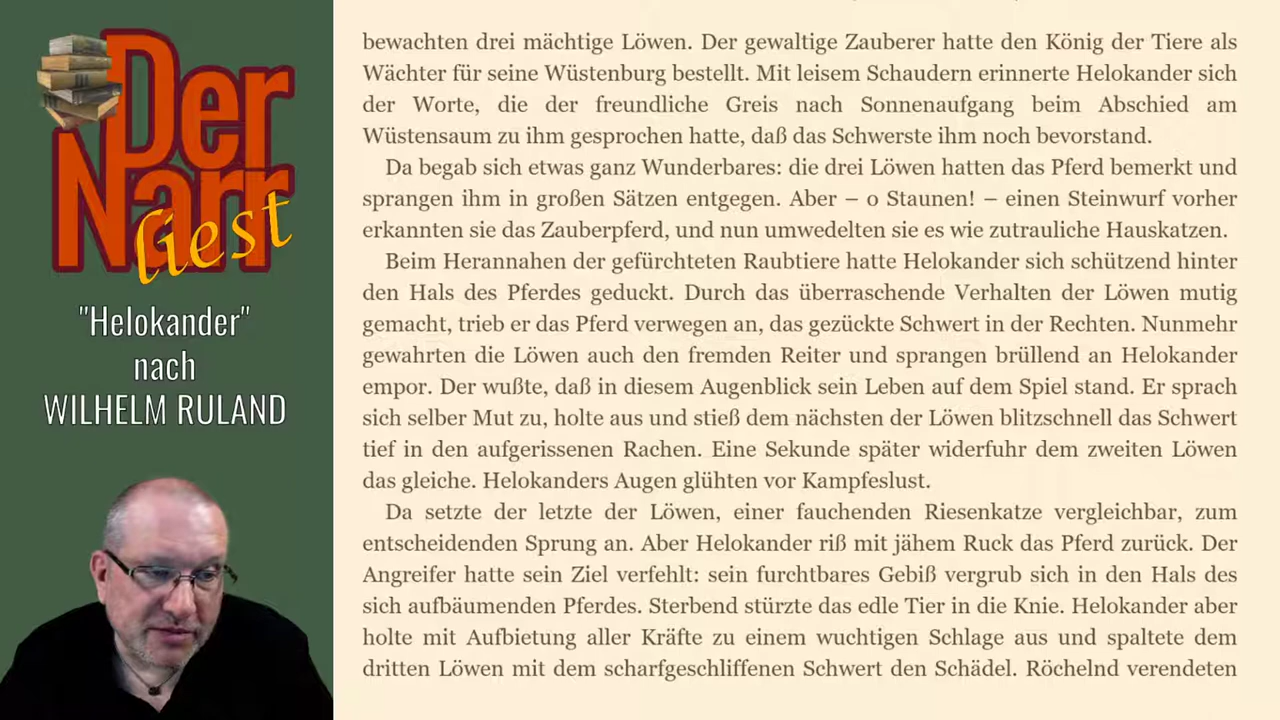 Der
Narr
liest
"Helokander"
nach
WILHELM RULAND
bewachten drei mächtige Löwen. Der gewaltige Zauberer hatte den König der Tiere als
Wächter für seine Wüstenburg bestellt. Mit leisem Schaudern erinnerte Helokander sich
der Worte, die der freundliche Greis nach Sonnenaufgang beim Abschied am
Wüstensaum zu ihm gesprochen hatte, daß das Schwerste ihm noch bevorstand.
Da begab sich etwas ganz Wunderbares: die drei Löwen hatten das Pferd bemerkt und
sprangen ihm in großen Sätzen entgegen. Aber – o Staunen! – einen Steinwurf vorher
erkannten sie das Zauberpferd, und nun umwedelten sie es wie zutrauliche Hauskatzen.
Beim Herannahen der gefürchteten Raubtiere hatte Helokander sich schützend hinter
den Hals des Pferdes geduckt. Durch das überraschende Verhalten der Löwen mutig
gemacht, trieb er das Pferd verwegen an, das gezückte Schwert in der Rechten. Nunmehr
gewahrten die Löwen auch den fremden Reiter und sprangen brüllend an Helokander
empor. Der wußte, daß in diesem Augenblick sein Leben auf dem Spiel stand. Er sprach
sich selber Mut zu, holte aus und stieß dem nächsten der Löwen blitzschnell das Schwert
tief in den aufgerissenen Rachen. Eine Sekunde später widerfuhr dem zweiten Löwen
das gleiche. Helokanders Augen glühten vor Kampfeslust.
Da setzte der letzte der Löwen, einer fauchenden Riesenkatze vergleichbar, zum
entscheidenden Sprung an. Aber Helokander riß mit jähem Ruck das Pferd zurück. Der
Angreifer hatte sein Ziel verfehlt: sein furchtbares Gebiß vergrub sich in den Hals des
sich aufbäumenden Pferdes. Sterbend stürzte das edle Tier in die Knie. Helokander aber
holte mit Aufbietung aller Kräfte zu einem wuchtigen Schlage aus und spaltete dem
dritten Löwen mit dem scharfgeschliffenen Schwert den Schädel. Röchelnd verendeten